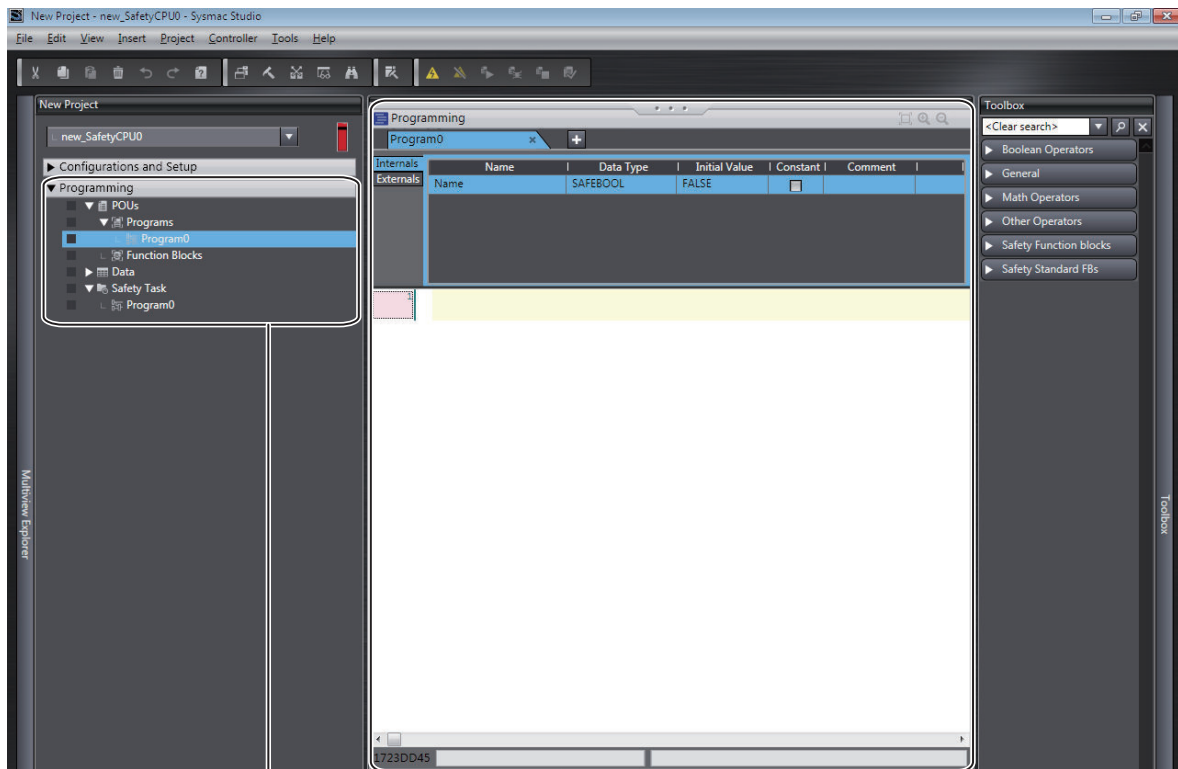 New Project - new_SafetyCPU0 - Sysmac Studio
File Edit View Insert Project Controller Tools Help
New Project
new_SafetyCPU0
Configurations and Setup
Programming
POUs
Programs
Program0
Function Blocks
Data
Safety Task
Program0
Multiview Explorer
Programming
Program0
Internals
Externals
Name Data Type Initial Value Constant Comment
Name SAFEBOOL FALSE
1
1723DD45
Toolbox
<Clear search>
Boolean Operators
General
Math Operators
Other Operators
Safety Function blocks
Safety Standard FBs
Toolbox